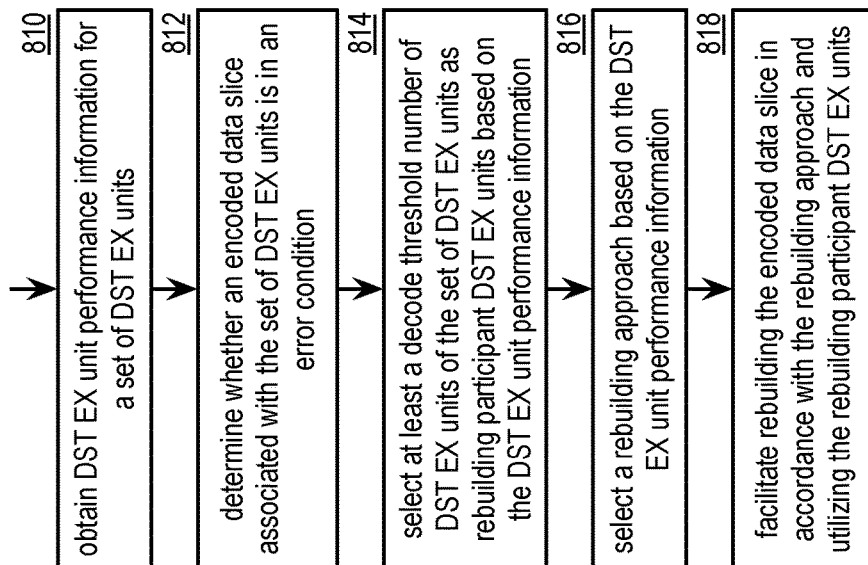 810
obtain DST EX unit performance information for
a set of DST EX units
812
determine whether an encoded data slice
associated with the set of DST EX units is in an
error condition
814
select at least a decode threshold number of
DST EX units of the set of DST EX units as
rebuilding participant DST EX units based on
the DST EX unit performance information
816
select a rebuilding approach based on the DST
EX unit performance information
818
facilitate rebuilding the encoded data slice in
accordance with the rebuilding approach and
utilizing the rebuilding participant DST EX units